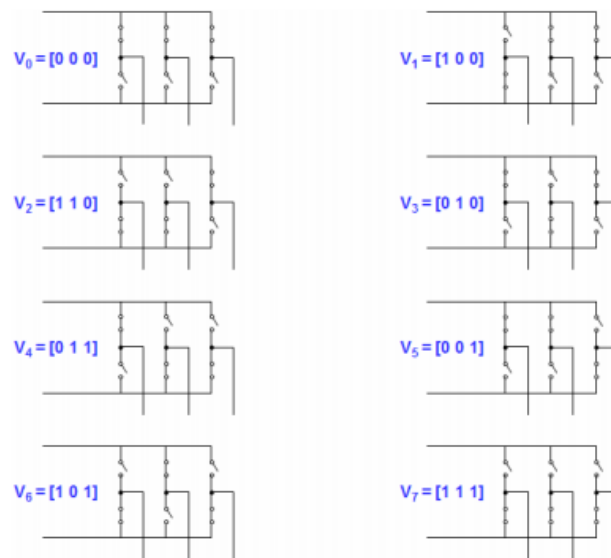 V0 = [0 0 0]
V1 = [1 0 0]
V2 = [1 1 0]
V3 = [0 1 0]
V4 = [0 1 1]
V5 = [0 0 1]
V6 = [1 0 1]
V7 = [1 1 1]